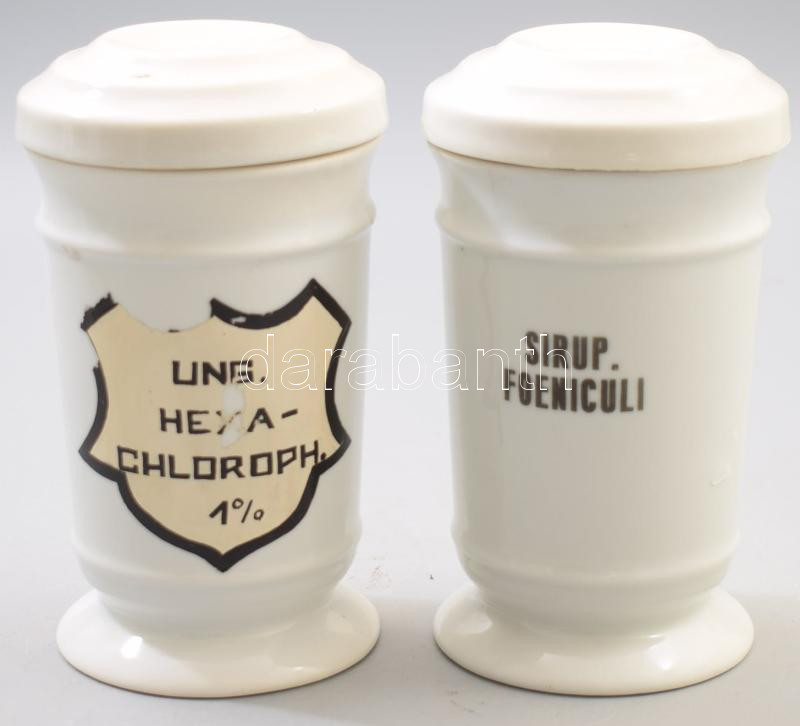 UNG.
HEXA-
CHLOROPH.
1%
SIRUP.
FOENICULI
darabanth